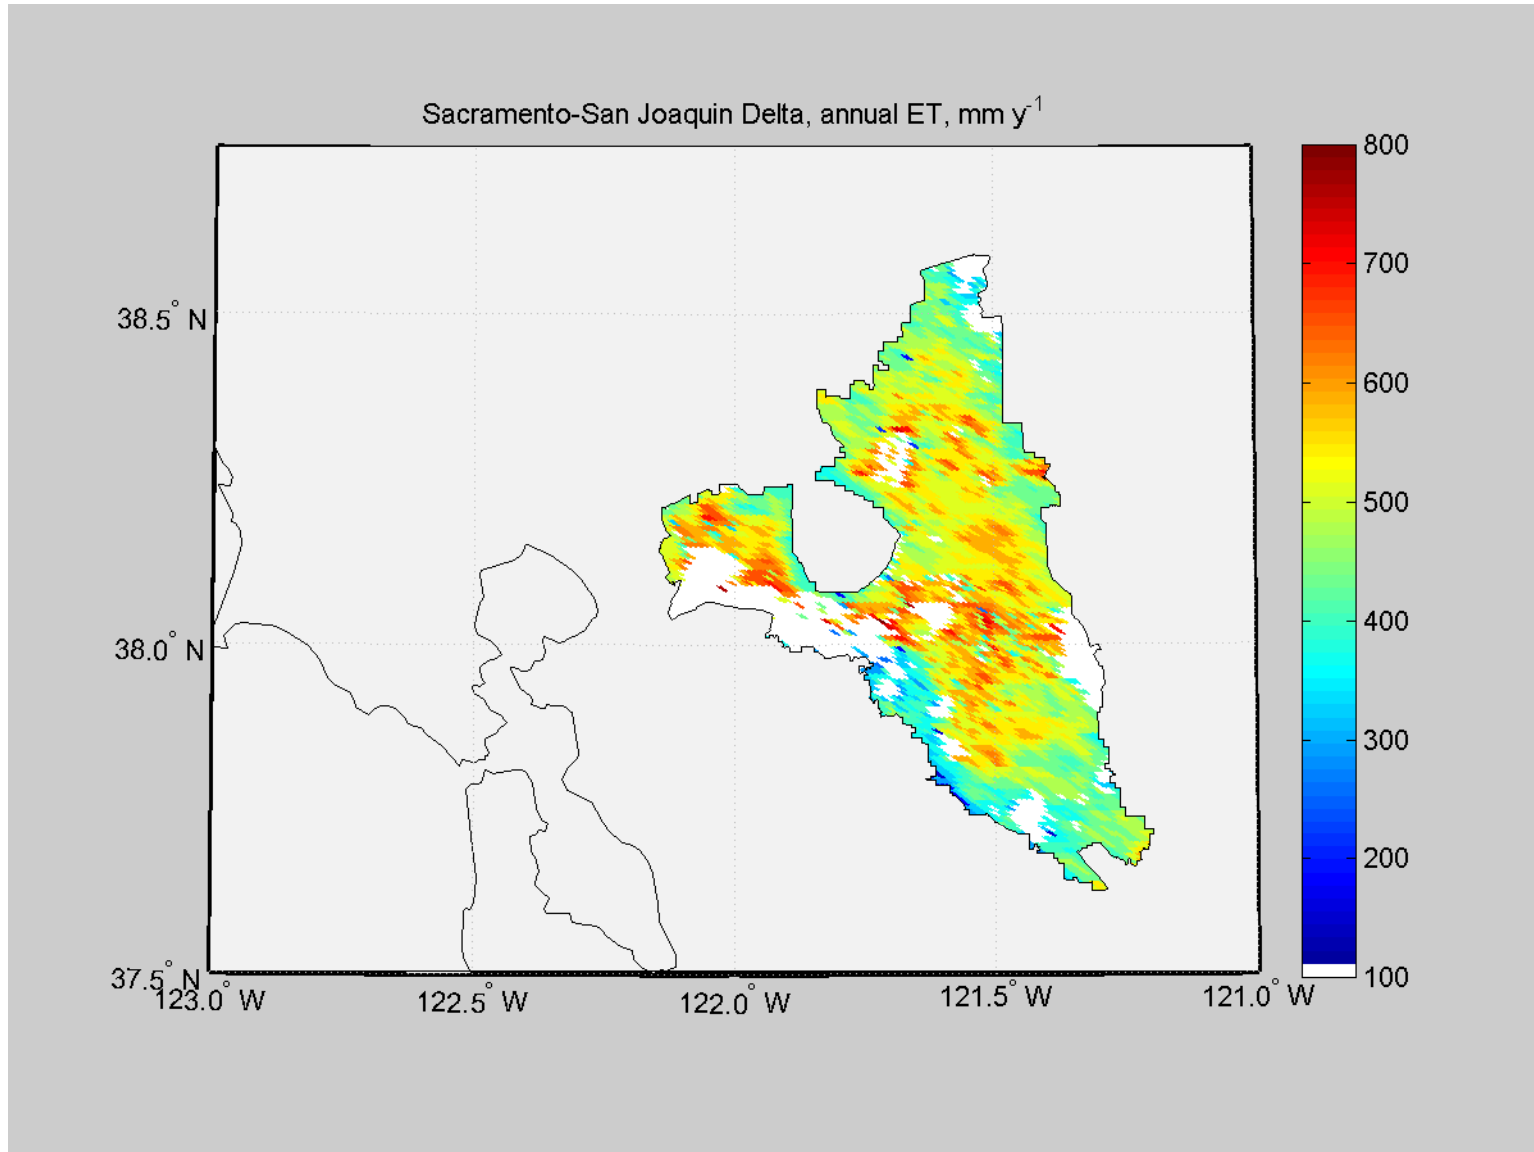 Sacramento-San Joaquin Delta, annual ET, mm y-1
800
700
38.5° N
600
500
400
38.0° N
300
200
37.5° N
100
123.0° W
122.5° W
122.0° W
121.5° W
121.0° W